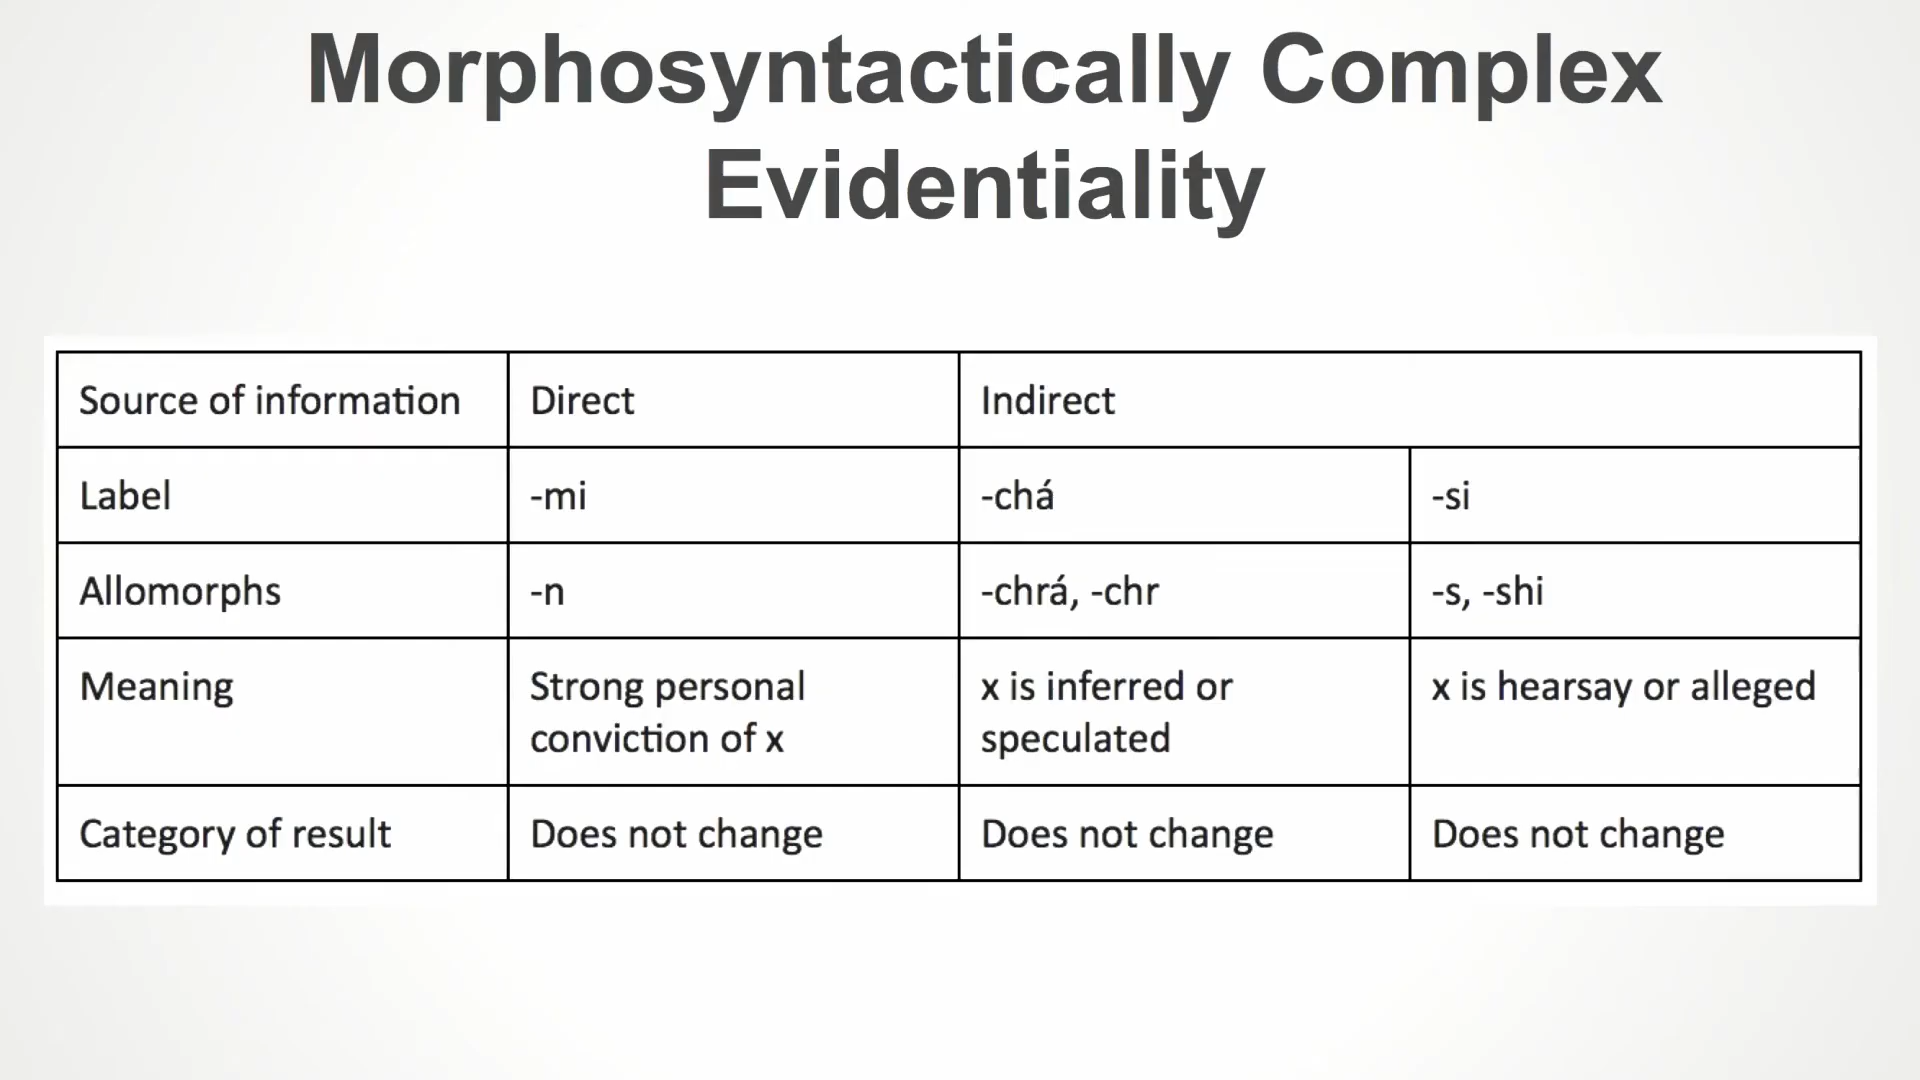 Morphosyntactically Complex
Evidentiality
Source of information Direct Indirect
Label -mi -chá -si
Allomorphs -n -chrá, -chr -s, -shi
Meaning Strong personal x is inferred or x is hearsay or alleged
conviction of x speculated
Category of result Does not change Does not change Does not change